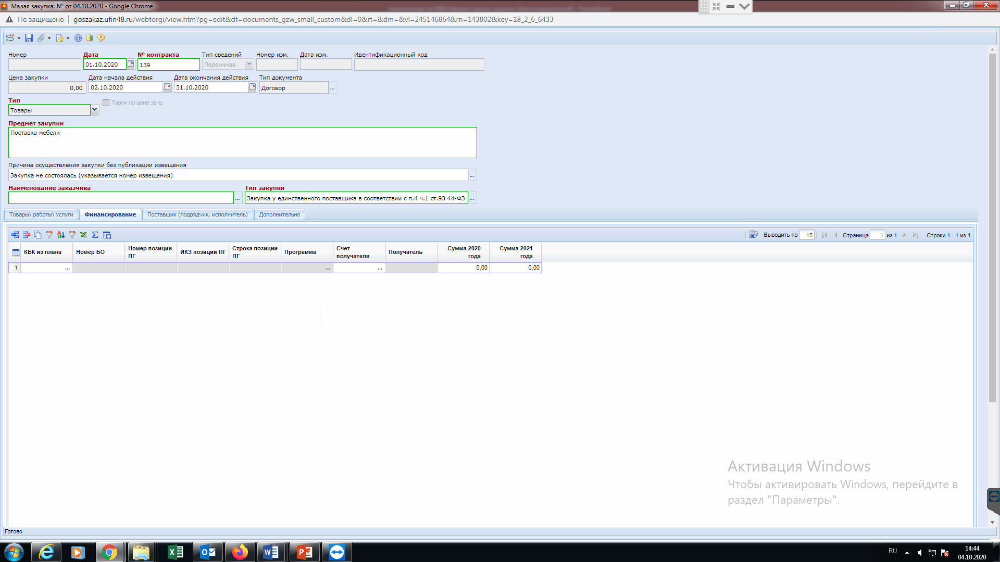 Малая закупка: № от 04.10.2020 - Google Chrome
Не защищено goszakaz.ufin48.ru/webtorgi/view.htm?pg=edit&dt=documents_gzw_small_custom&dl=0&rt=&dm=&vl=245146864&rn=143802&key=18_2_6_6433
Номер Дата № контракта Тип сведений Номер изм. Дата изм. Идентификационный код
01.10.2020 139 Первичная
Цена закупки Дата начала действия Дата окончания действия Тип документа
0,00 02.10.2020 31.10.2020 Договор ...
Тип
Торги по цене за ед
Товары
Предмет закупки
Поставка мебели
Причина осуществления закупки без публикации извещения
Закупка не состоялась (указывается номер извещения) ...
Наименование заказчика Тип закупки
... Закупка у единственного поставщика в соответствии с п.4 ч.1 ст.93 44-ФЗ ...
Товары\ работы\ услуги Финансирование Поставщик (подрядчик, исполнитель) Дополнительно
Выводить по 15 Страница 1 из 1 Строки 1 - 1 из 1
КБК из плана Номер БО Номер позиции ПГ ИКЗ позиции ПГ Строка позиции ПГ Программа Счет получателя Получатель Сумма 2020 года Сумма 2021 года
1 ... ... ... 0,00 0,00
Активация Windows
Чтобы активировать Windows, перейдите в
раздел "Параметры".
Готово
RU 14:44
04.10.2020